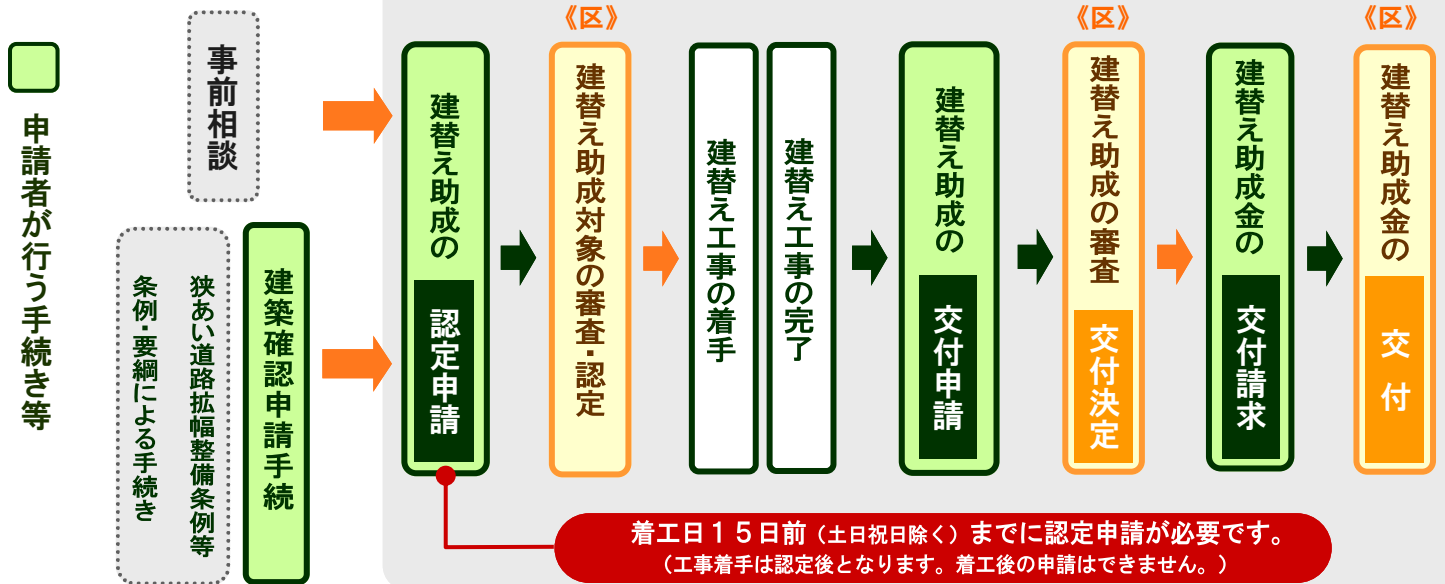 申請者が行う手続き等
事前相談
建築確認申請手続
狭あい道路拡幅整備条例等
条例・要綱による手続き
建替え助成の
認定申請
《区》
建替え助成対象の審査・認定
建替え工事の着手
建替え工事の完了
建替え助成の
交付申請
《区》
建替え助成の審査
交付決定
建替え助成金の
交付請求
《区》
建替え助成金の
交付
着工日15日前（土日祝日除く）までに認定申請が必要です。
（工事着手は認定後となります。着工後の申請はできません。）